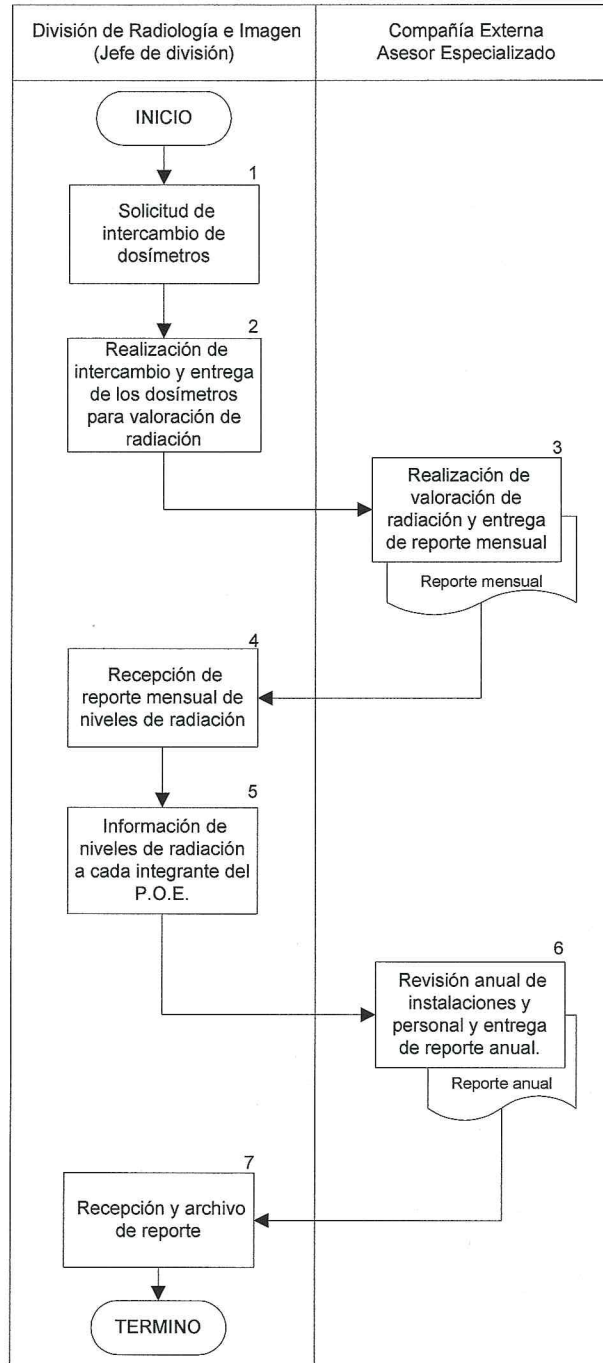 División de Radiología e Imagen
(Jefe de división)
Compañía Externa
Asesor Especializado
INICIO
1
Solicitud de
intercambio de
dosímetros
2
Realización de
intercambio y entrega
de los dosímetros
para valoración de
radiación
3
Realización de
valoración de
radiación y entrega
de reporte mensual
Reporte mensual
4
Recepción de
reporte mensual de
niveles de radiación
5
Información de
niveles de radiación
a cada integrante del
P.O.E.
6
Revisión anual de
instalaciones y
personal y entrega
de reporte anual.
Reporte anual
7
Recepción y archivo
de reporte
TERMINO